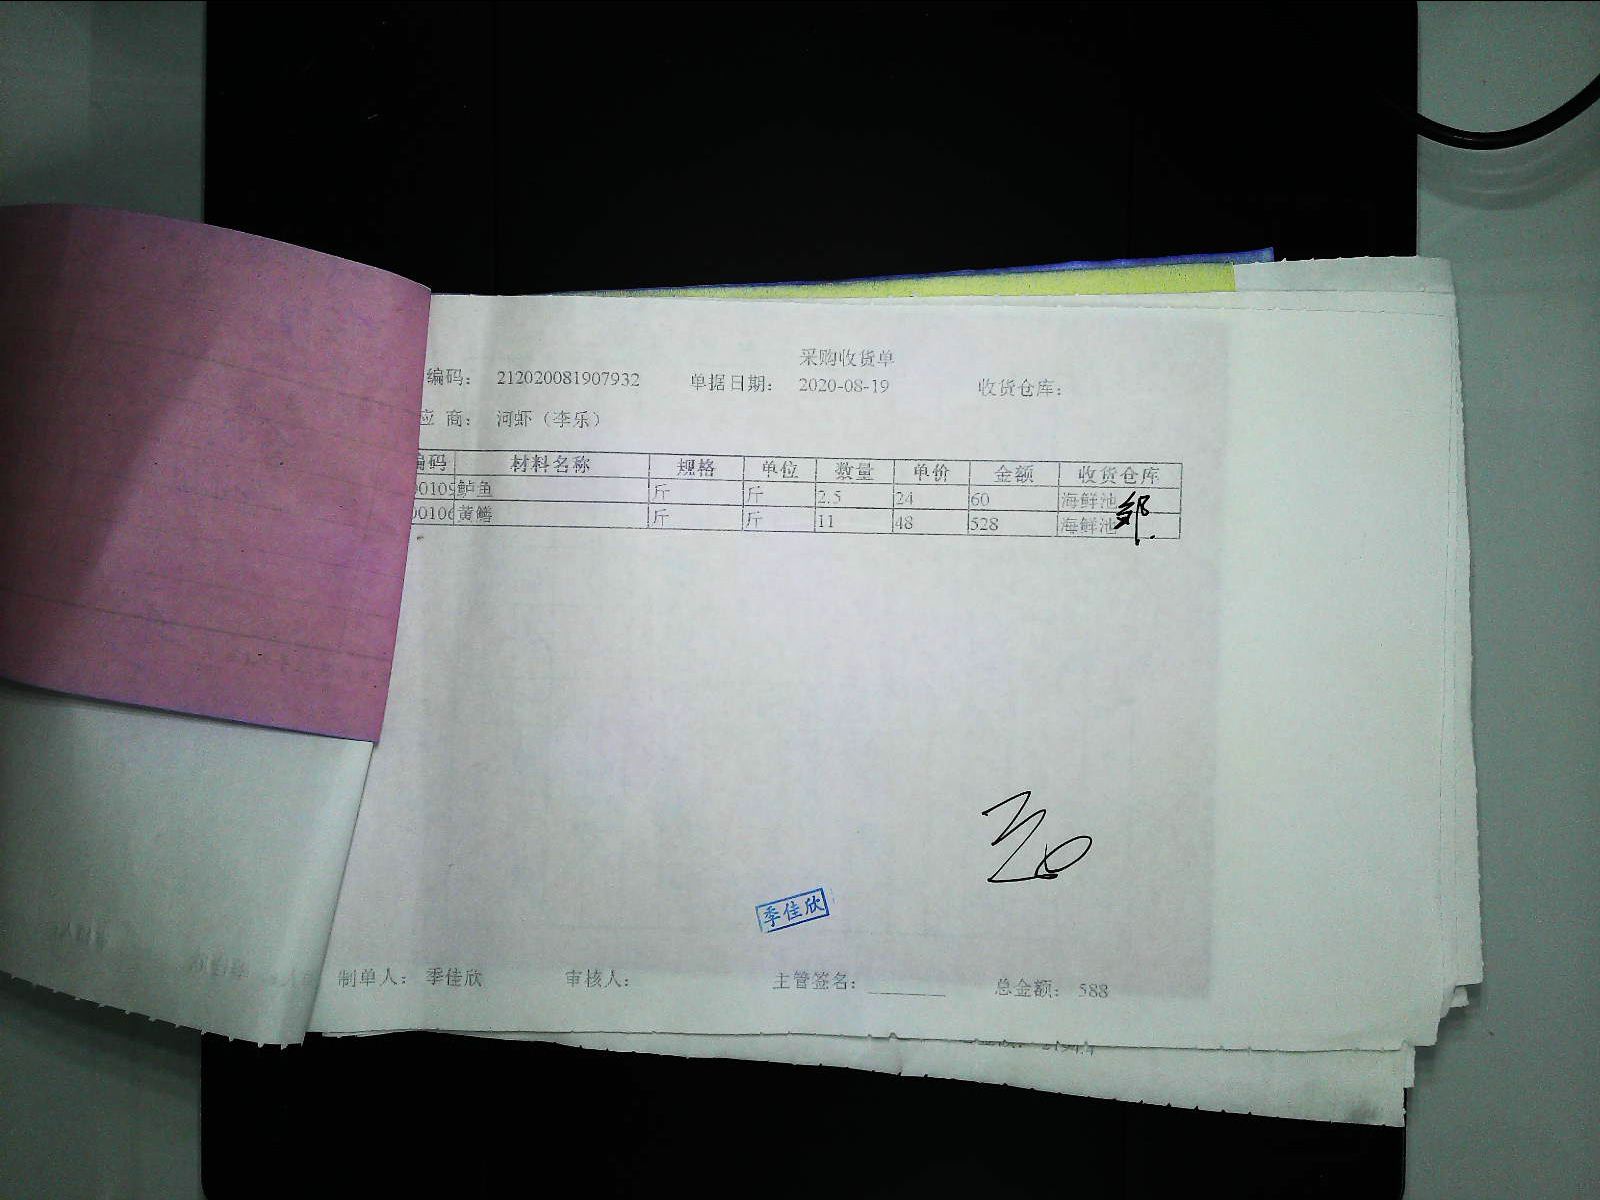 采购收货单
编码： 212020081907932 单据日期： 2020-08-19 收货仓库：
应 商： 河虾（李乐）
编码 材料名称 规格 单位 数量 单价 金额 收货仓库
00109 鲈鱼 斤 斤 2.5 24 60 海鲜池
00106 黄鳝 斤 斤 11 48 528 海鲜池
季佳欣
制单人： 季佳欣 审核人： 主管签名： 总金额： 588